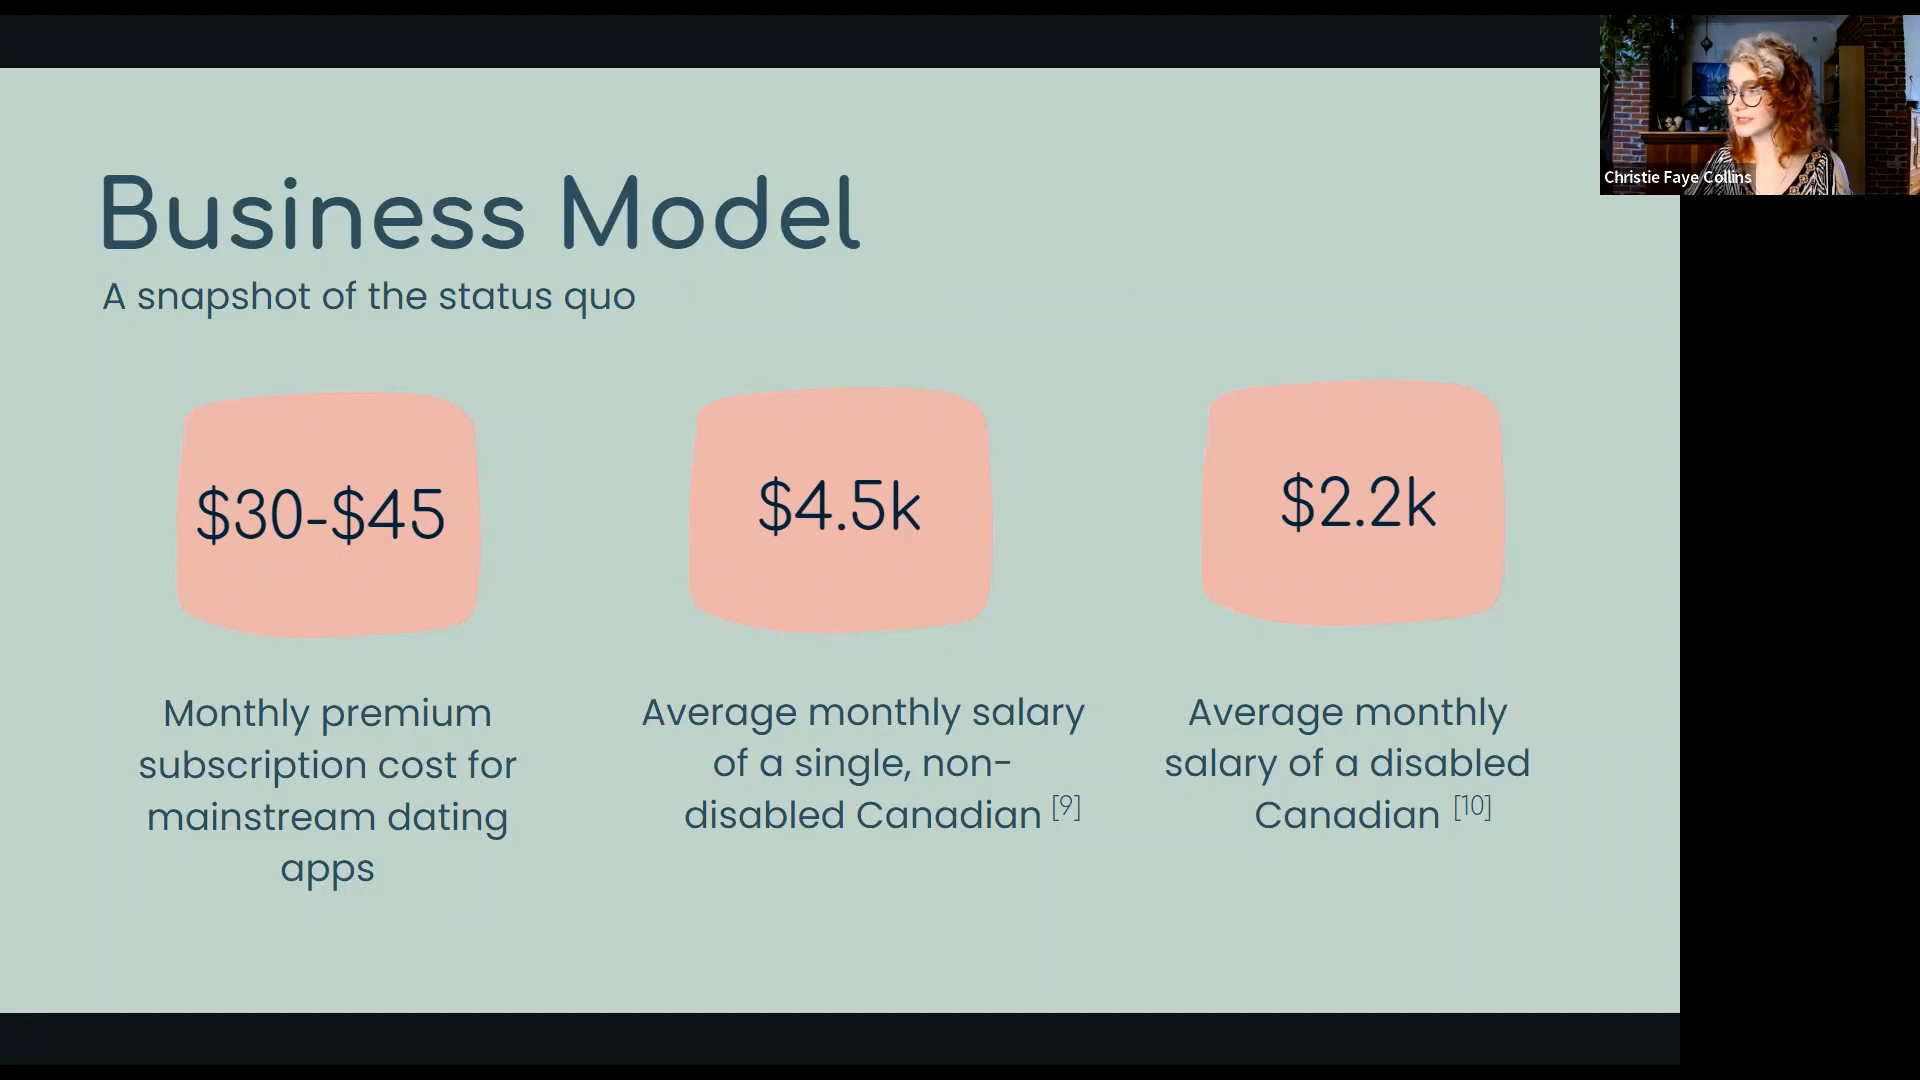 Business Model
A snapshot of the status quo
$30-$45
$4.5k
$2.2k
Monthly premium
subscription cost for
mainstream dating
apps
Average monthly salary
of a single, non-
disabled Canadian [9]
Average monthly
salary of a disabled
Canadian [10]
Christie Faye Collins